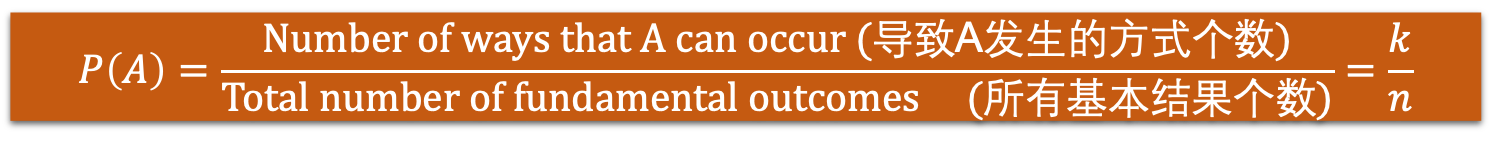 P(A) = Number of ways that A can occur (导致A发生的方式个数) / Total number of fundamental outcomes (所有基本结果个数) = k / n